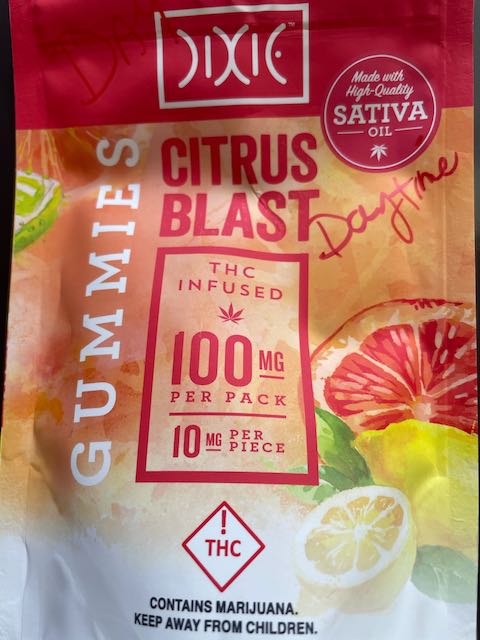 DIXIE™
Made with
High-Quality
SATIVA
OIL
CITRUS
BLAST
Daytime
GUMMIES
THC
INFUSED
100 MG
PER PACK
10 MG PER
PIECE
!
THC
CONTAINS MARIJUANA.
KEEP AWAY FROM CHILDREN.